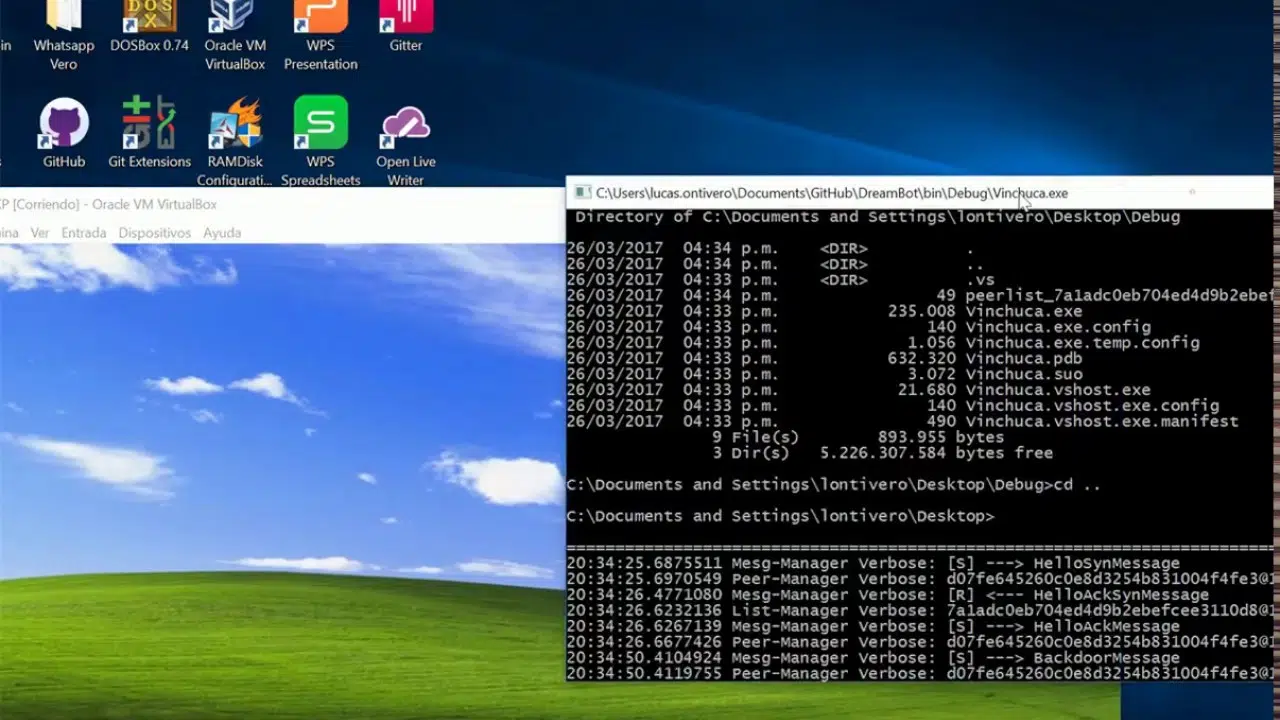 in
Whatsapp
Vero
DOSBox 0.74
Oracle VM
VirtualBox
WPS
Presentation
Gitter
GitHub
Git Extensions
RAMDisk
Configurati...
WPS
Spreadsheets
Open Live
Writer
XP [Corriendo] - Oracle VM VirtualBox
ina Ver Entrada Dispositivos Ayuda
C:\Users\lucas.ontivero\Documents\GitHub\DreamBot\bin\Debug\Vinchuca.exe
Directory of C:\Documents and Settings\lontivero\Desktop\Debug
26/03/2017 04:34 p.m. <DIR> .
26/03/2017 04:34 p.m. <DIR> ..
26/03/2017 04:33 p.m. <DIR> .vs
26/03/2017 04:34 p.m. 49 peerlist_7a1adc0eb704ed4d9b2ebef
26/03/2017 04:33 p.m. 235.008 Vinchuca.exe
26/03/2017 04:33 p.m. 140 Vinchuca.exe.config
26/03/2017 04:33 p.m. 1.056 Vinchuca.exe.temp.config
26/03/2017 04:33 p.m. 632.320 Vinchuca.pdb
26/03/2017 04:33 p.m. 3.072 Vinchuca.suo
26/03/2017 04:33 p.m. 21.680 Vinchuca.vshost.exe
26/03/2017 04:33 p.m. 140 Vinchuca.vshost.exe.config
26/03/2017 04:33 p.m. 490 Vinchuca.vshost.exe.manifest
9 File(s) 893.955 bytes
3 Dir(s) 5.226.307.584 bytes free
C:\Documents and Settings\lontivero\Desktop\Debug>cd ..
C:\Documents and Settings\lontivero\Desktop>
20:34:25.6875511 Mesg-Manager Verbose: [S] ---> HelloSynMessage
20:34:25.6970549 Peer-Manager Verbose: d07fe645260c0e8d3254b831004f4fe3@1
20:34:26.4771080 Mesg-Manager Verbose: [R] <--- HelloAckSynMessage
20:34:26.6232136 List-Manager Verbose: 7a1adc0eb704ed4d9b2ebefcee3110d8@1
20:34:26.6267139 Mesg-Manager Verbose: [S] ---> HelloAckMessage
20:34:26.6677426 Peer-Manager Verbose: d07fe645260c0e8d3254b831004f4fe3@1
20:34:50.4104924 Mesg-Manager Verbose: [S] ---> BackdoorMessage
20:34:50.4119755 Peer-Manager Verbose: d07fe645260c0e8d3254b831004f4fe3@1